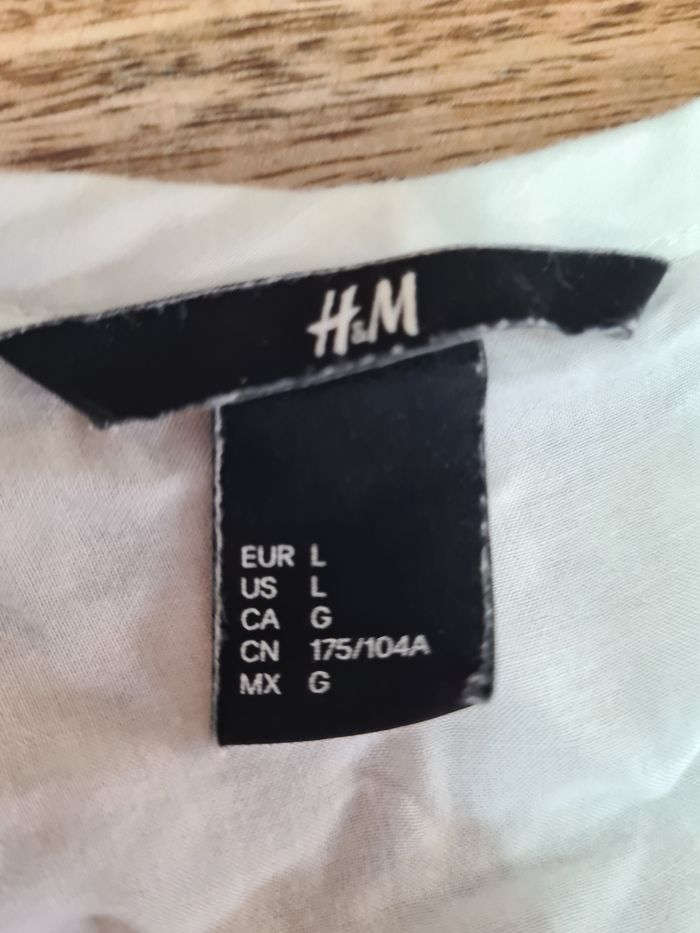 H&M
EUR L
US L
CA G
CN 175/104A
MX G